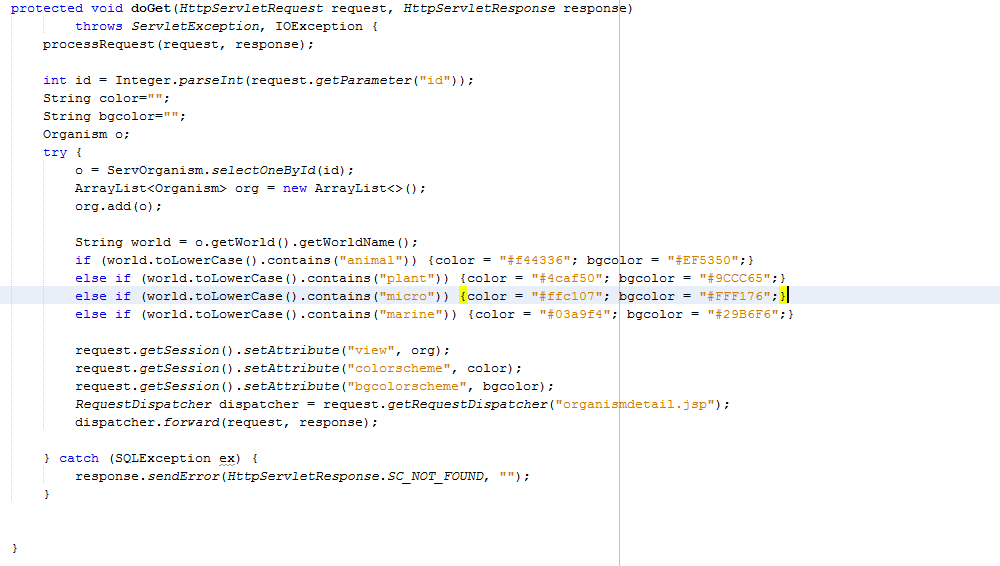 protected void doGet(HttpServletRequest request, HttpServletResponse response)
        throws ServletException, IOException {
    processRequest(request, response);

    int id = Integer.parseInt(request.getParameter("id"));
    String color="";
    String bgcolor="";
    Organism o;
    try {
        o = ServOrganism.selectOneById(id);
        ArrayList<Organism> org = new ArrayList<>();
        org.add(o);

        String world = o.getWorld().getWorldName();
        if (world.toLowerCase().contains("animal")) {color = "#f44336"; bgcolor = "#EF5350";}
        else if (world.toLowerCase().contains("plant")) {color = "#4caf50"; bgcolor = "#9CCC65";}
        else if (world.toLowerCase().contains("micro")) {color = "#ffc107"; bgcolor = "#FFF176";}
        else if (world.toLowerCase().contains("marine")) {color = "#03a9f4"; bgcolor = "#29B6F6";}

        request.getSession().setAttribute("view", org);
        request.getSession().setAttribute("colorscheme", color);
        request.getSession().setAttribute("bgcolorscheme", bgcolor);
        RequestDispatcher dispatcher = request.getRequestDispatcher("organismdetail.jsp");
        dispatcher.forward(request, response);

    } catch (SQLException ex) {
        response.sendError(HttpServletResponse.SC_NOT_FOUND, "");
    }

}